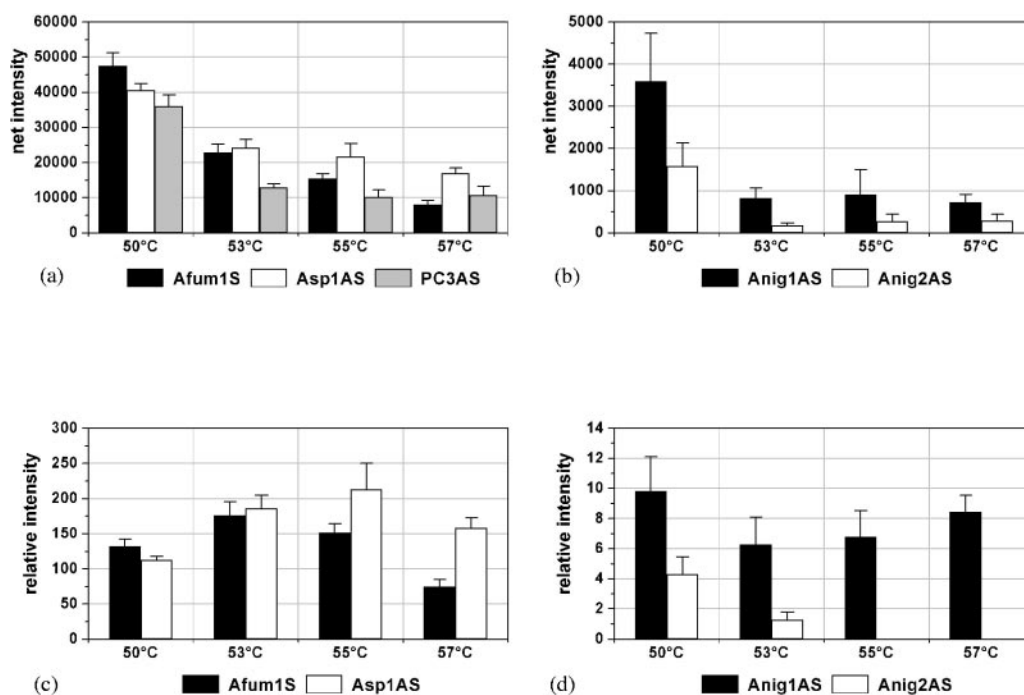 60000
50000
40000
30000
20000
10000
0
net intensity
50°C 53°C 55°C 57°C
(a)
Afum1S Asp1AS PC3AS
5000
4000
3000
2000
1000
0
net intensity
50°C 53°C 55°C 57°C
(b)
Anig1AS Anig2AS
300
250
200
150
100
50
0
relative intensity
50°C 53°C 55°C 57°C
(c)
Afum1S Asp1AS
14
12
10
8
6
4
2
0
relative intensity
50°C 53°C 55°C 57°C
(d)
Anig1AS Anig2AS